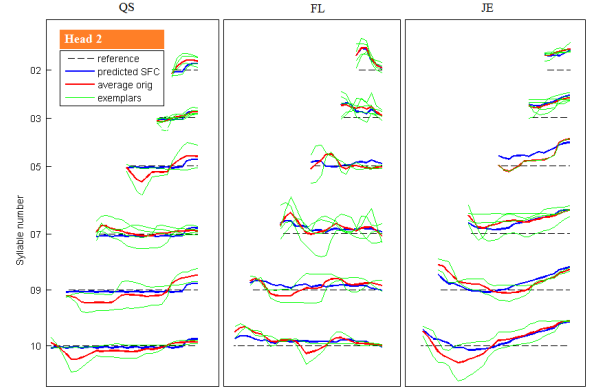 QS FL JE
Head 2
reference
predicted SFC
average orig
exemplars
Syllable number
02
03
05
07
09
10